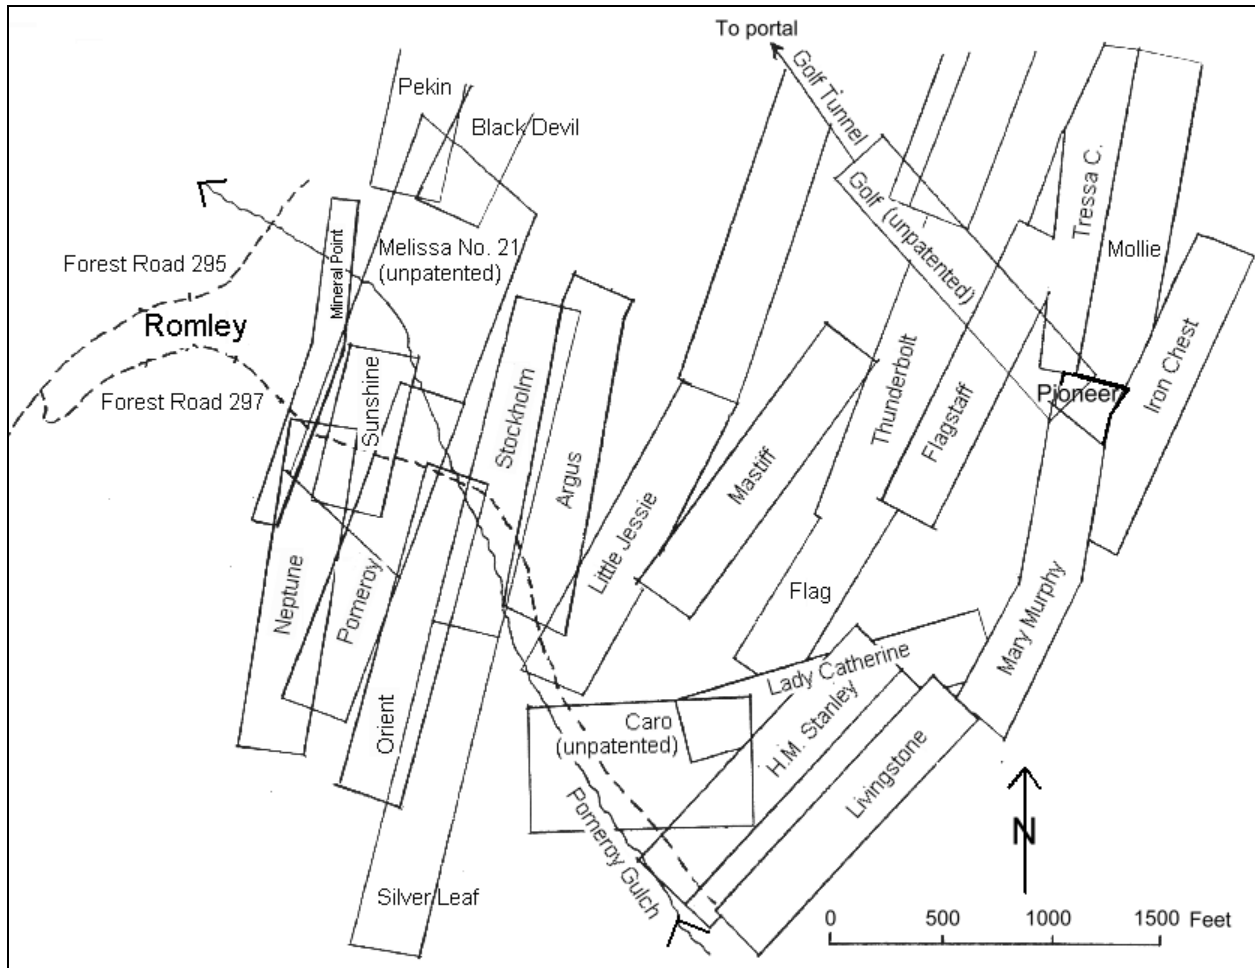 To portal
Golf Tunnel
Pekin
Black Devil
Golf (unpatented)
Tressa C.
Mollie
Melissa No. 21
(unpatented)
Mineral Point
Forest Road 295
Romley
Forest Road 297
Sunshine
Stockholm
Argus
Little Jessie
Mastiff
Thunderbolt
Flagstaff
Pioneer
Iron Chest
Neptune
Pomeroy
Orient
Flag
Mary Murphy
Lady Catherine
Caro
(unpatented)
H.M. Stanley
Livingstone
Pomeroy Gulch
Silver Leaf
N
0 500 1000 1500 Feet